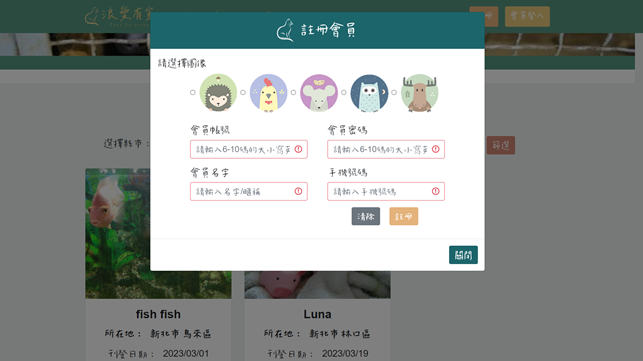 註冊會員
請選擇圖像
會員帳號
會員密碼
請輸入6-10碼的大小寫英
請輸入6-10碼的大小寫英
會員名字
手機號碼
請輸入名字/暱稱
請輸入手機號碼
清除
註冊
關閉
會員登入
選擇縣市：
篩選
fish fish
所在地： 新北市烏來區
刊登日期： 2023/03/01
Luna
所在地： 新北市林口區
刊登日期： 2023/03/19